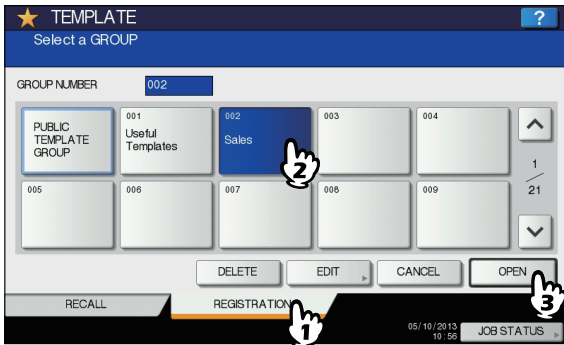 TEMPLATE
?
Select a GROUP
GROUP NUMBER 002
PUBLIC
TEMPLATE
GROUP
001
Useful
Templates
002
Sales
003
004
1
21
005
006
007
008
009
DELETE EDIT CANCEL OPEN
RECALL REGISTRATION
05/10/2013
10:56
JOB STATUS
1
2
3